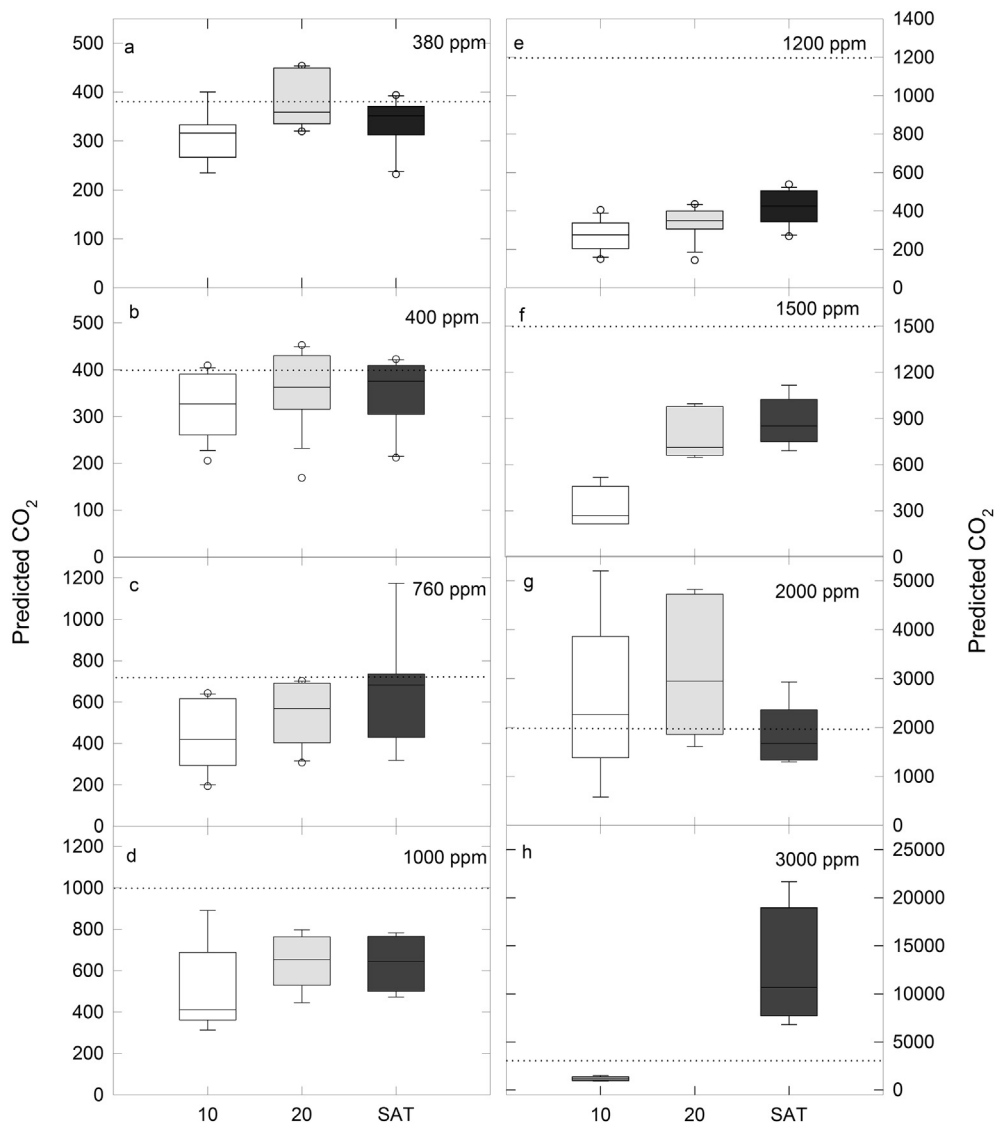 Predicted CO2
a
380 ppm
500
400
300
200
100
0
b
400 ppm
500
400
300
200
100
0
c
760 ppm
1200
1000
800
600
400
200
0
d
1000 ppm
1200
1000
800
600
400
200
0
10 20 SAT
e
1200 ppm
1400
1200
1000
800
600
400
200
0
f
1500 ppm
1500
1200
900
600
300
0
g
2000 ppm
5000
4000
3000
2000
1000
0
h
3000 ppm
25000
20000
15000
10000
5000
0
10 20 SAT
Predicted CO2